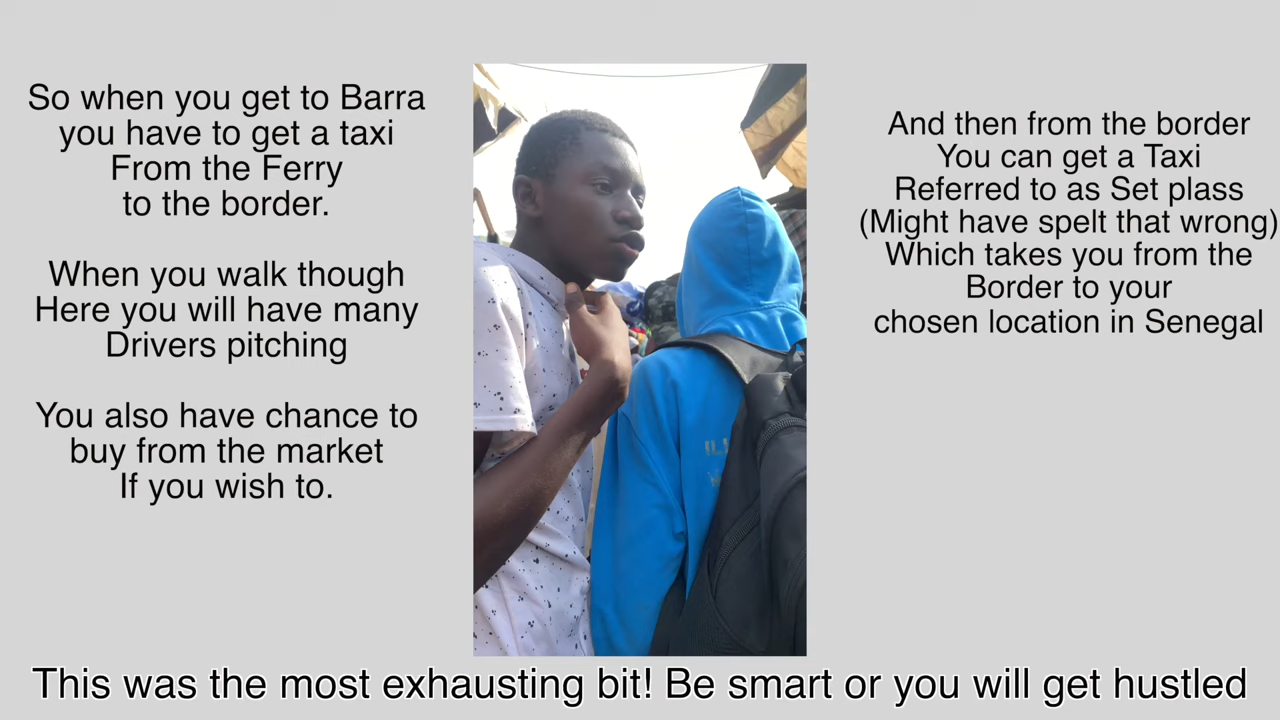 So when you get to Barra
you have to get a taxi
From the Ferry
to the border.
When you walk though
Here you will have many
Drivers pitching
You also have chance to
buy from the market
If you wish to.
And then from the border
You can get a Taxi
Referred to as Set plass
(Might have spelt that wrong)
Which takes you from the
Border to your
chosen location in Senegal
This was the most exhausting bit! Be smart or you will get hustled